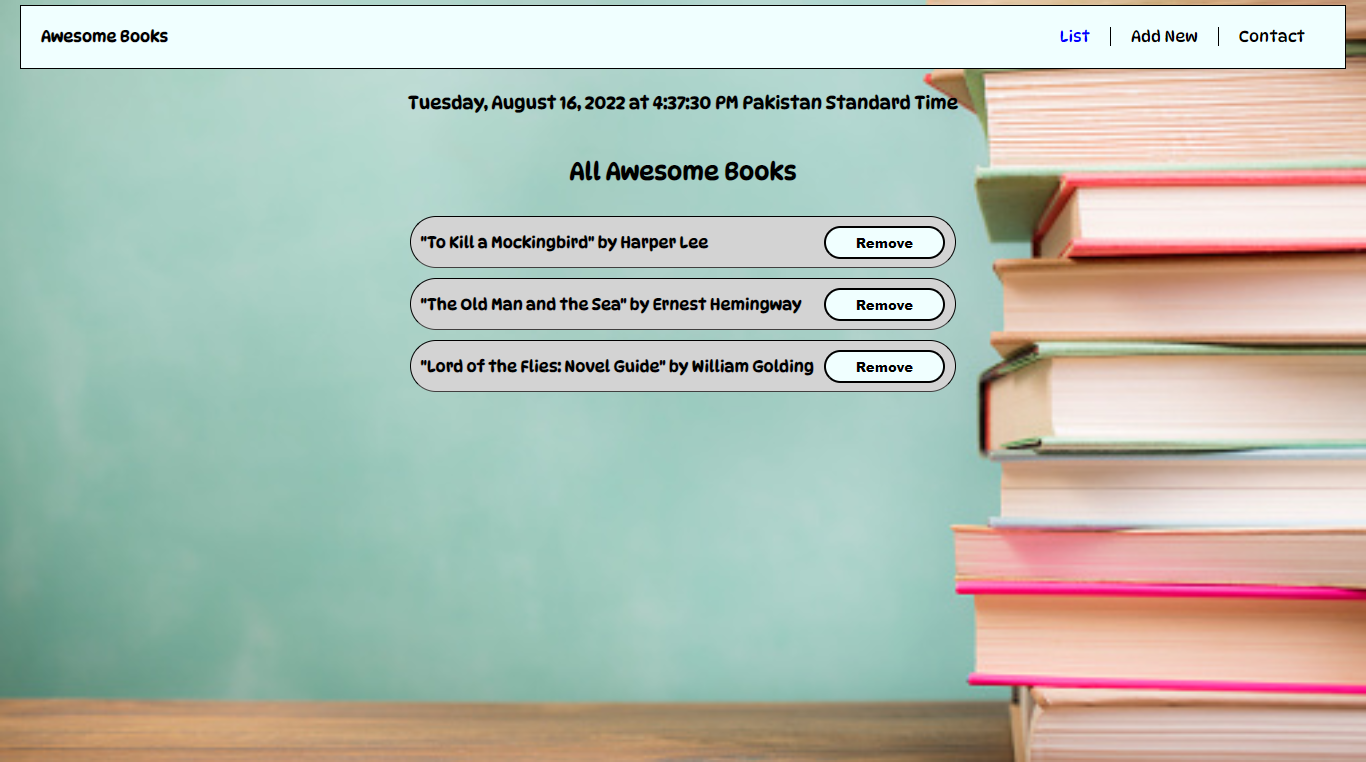 Awesome Books
List
Add New
Contact
Tuesday, August 16, 2022 at 4:37:30 PM Pakistan Standard Time
All Awesome Books
"To Kill a Mockingbird" by Harper Lee
Remove
"The Old Man and the Sea" by Ernest Hemingway
Remove
"Lord of the Flies: Novel Guide" by William Golding
Remove